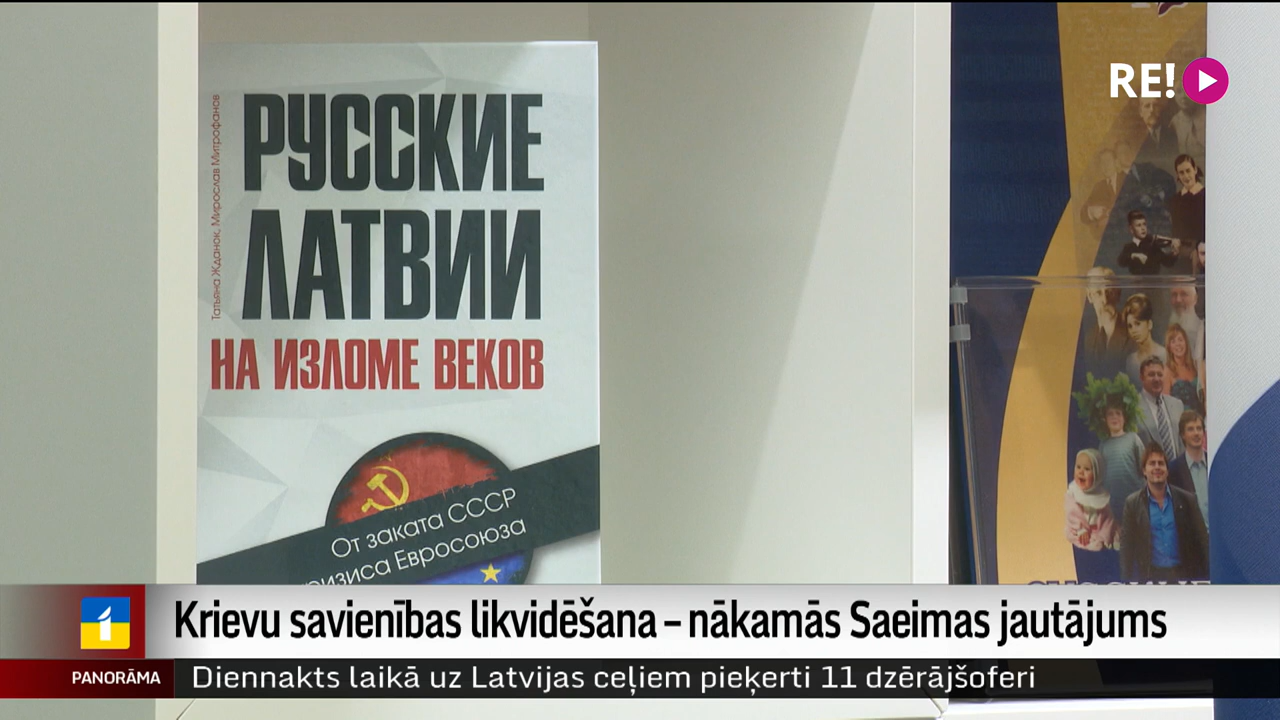 RE!
Татьяна Жданок, Мирослав Митрофанов
РУССКИЕ
ЛАТВИИ
НА ИЗЛОМЕ ВЕКОВ
От заката СССР
кризиса Евросоюза
1
Krievu savienības likvidēšana – nākamās Saeimas jautājums
PANORĀMA
Diennakts laikā uz Latvijas ceļiem pieķerti 11 dzērājšoferi